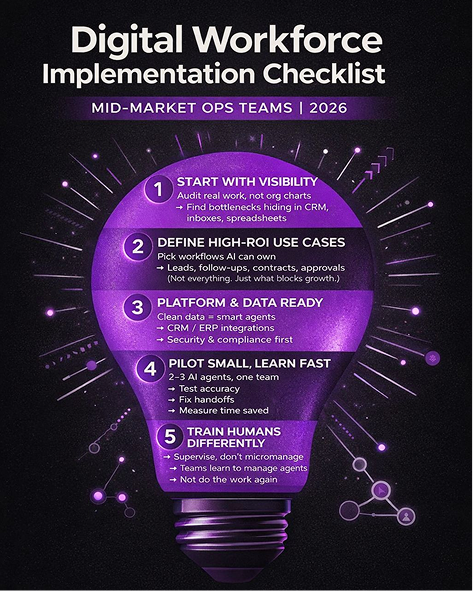 Digital Workforce
Implementation Checklist
MID-MARKET OPS TEAMS | 2026
1 START WITH VISIBILITY
Audit real work, not org charts
→ Find bottlenecks hiding in CRM,
inboxes, spreadsheets
2 DEFINE HIGH-ROI USE CASES
Pick workflows AI can own
→ Leads, follow-ups, contracts, approvals
(Not everything. Just what blocks growth.)
3 PLATFORM & DATA READY
Clean data = smart agents
→ CRM / ERP integrations
→ Security & compliance first
4 PILOT SMALL, LEARN FAST
2–3 AI agents, one team
→ Test accuracy
→ Fix handoffs
→ Measure time saved
5 TRAIN HUMANS
DIFFERENTLY
→ Supervise, don't micromanage
→ Teams learn to manage agents
→ Not do the work again